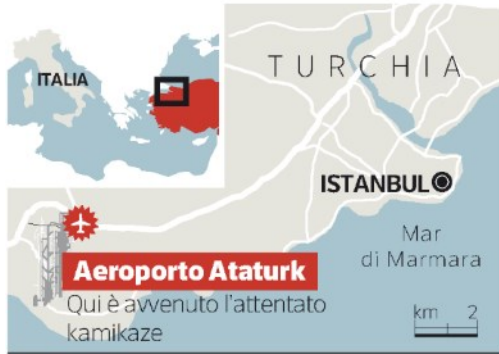 ITALIA
TURCHIA
ISTANBUL
Mar
di Marmara
Aeroporto Ataturk
Qui è avvenuto l'attentato
kamikaze
km 2